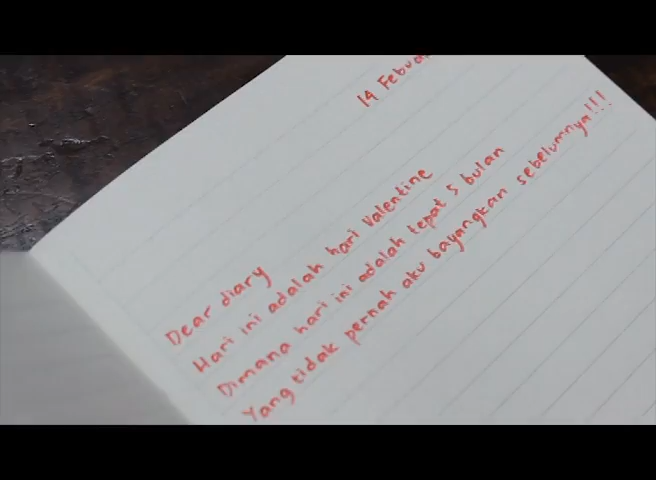 14 Febua
Dear diary
Hari ini adalah hari Valentine
Dimana hari ini adalah tepat 5 bulan
Yang tidak pernah aku bayangkan sebelumnya!!!